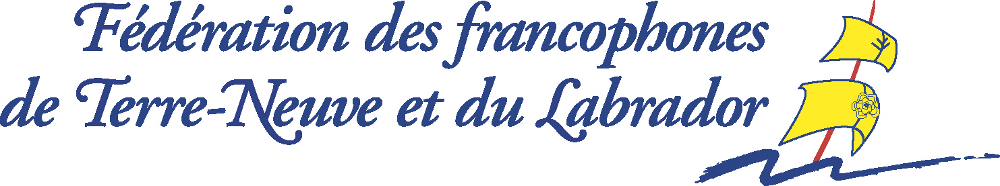 Fédération des francophones
de Terre-Neuve et du Labrador